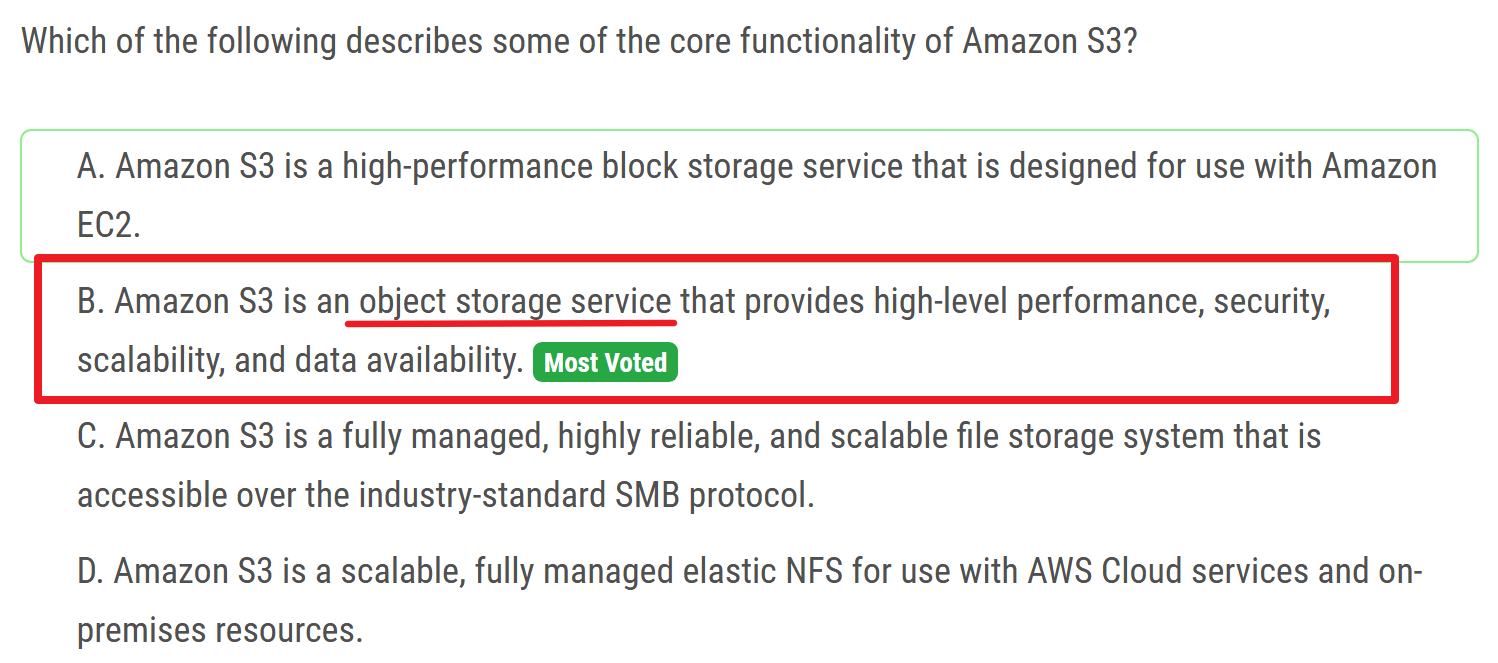 Which of the following describes some of the core functionality of Amazon S3?
A. Amazon S3 is a high-performance block storage service that is designed for use with Amazon
EC2.
B. Amazon S3 is an object storage service that provides high-level performance, security,
scalability, and data availability. Most Voted
C. Amazon S3 is a fully managed, highly reliable, and scalable file storage system that is
accessible over the industry-standard SMB protocol.
D. Amazon S3 is a scalable, fully managed elastic NFS for use with AWS Cloud services and on-
premises resources.